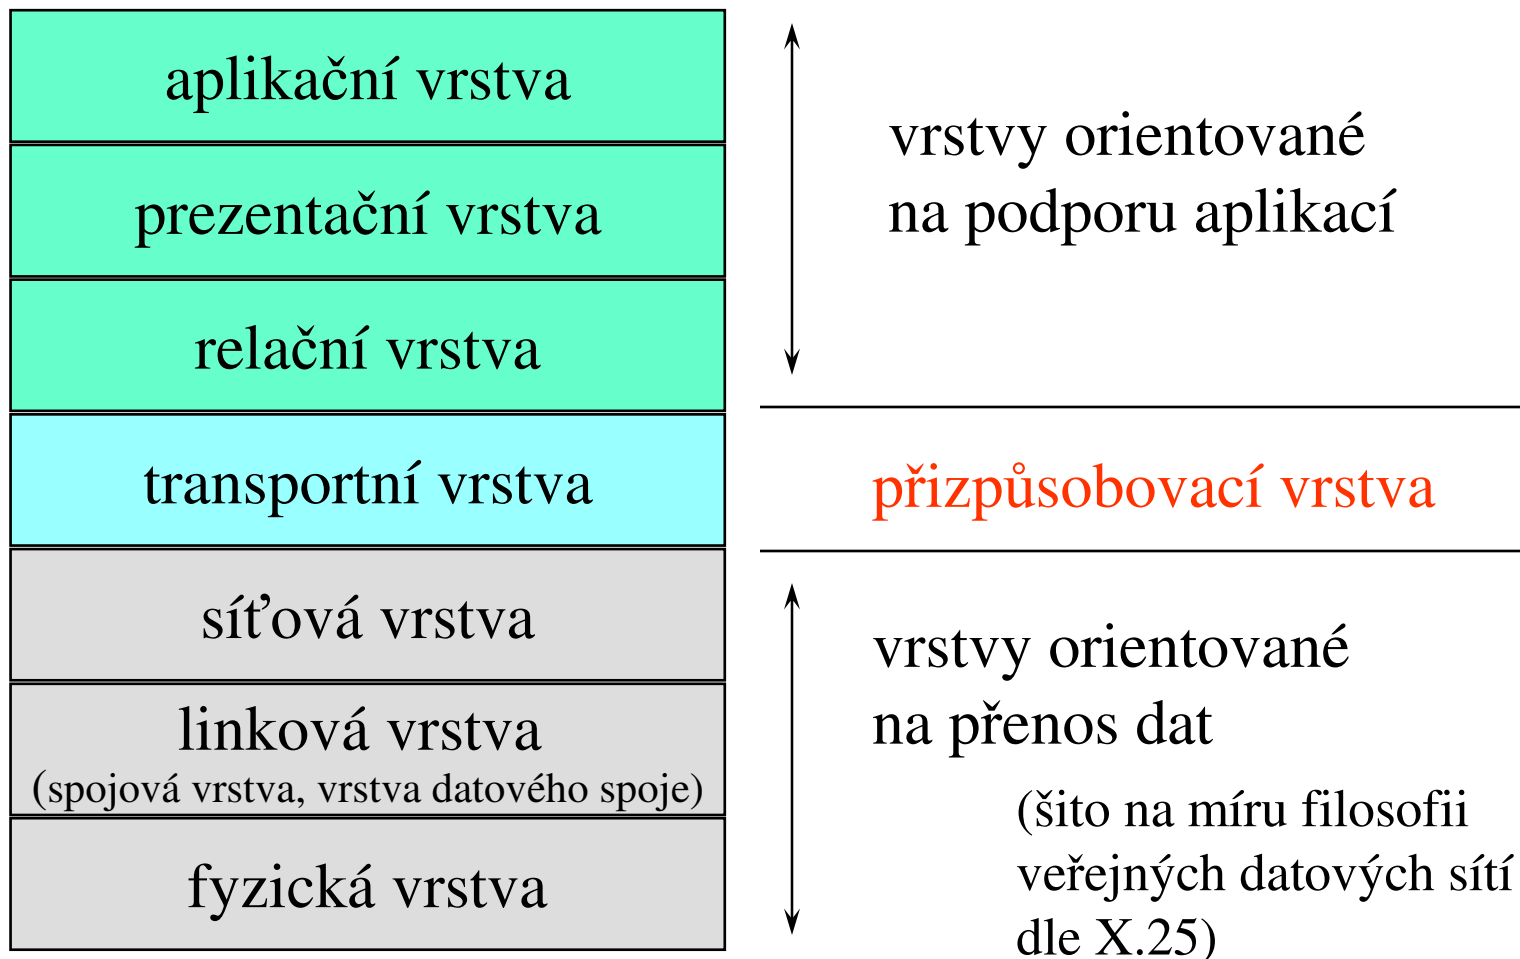 aplikační vrstva
prezentační vrstva
relační vrstva
transportní vrstva
síťová vrstva
linková vrstva
(spojová vrstva, vrstva datového spoje)
fyzická vrstva
vrstvy orientované
na podporu aplikací
přizpůsobovací vrstva
vrstvy orientované
na přenos dat
(šito na míru filosofii
veřejných datových sítí
dle X.25)